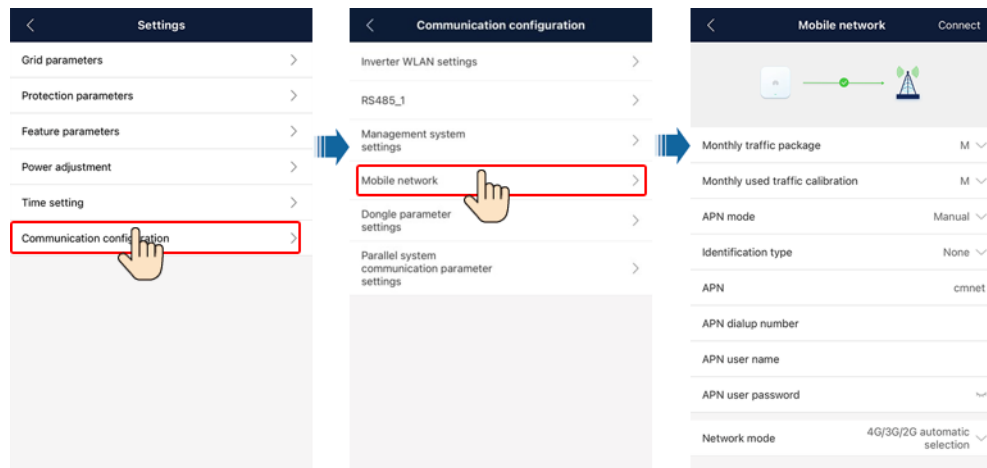 Settings
Grid parameters
Protection parameters
Feature parameters
Power adjustment
Time setting
Communication configuration
Communication configuration
Inverter WLAN settings
RS485_1
Management system
settings
Mobile network
Dongle parameter
settings
Parallel system
communication parameter
settings
Mobile network Connect
Monthly traffic package M
Monthly used traffic calibration M
APN mode Manual
Identification type None
APN cmnet
APN dialup number
APN user name
APN user password
Network mode 4G/3G/2G automatic
selection